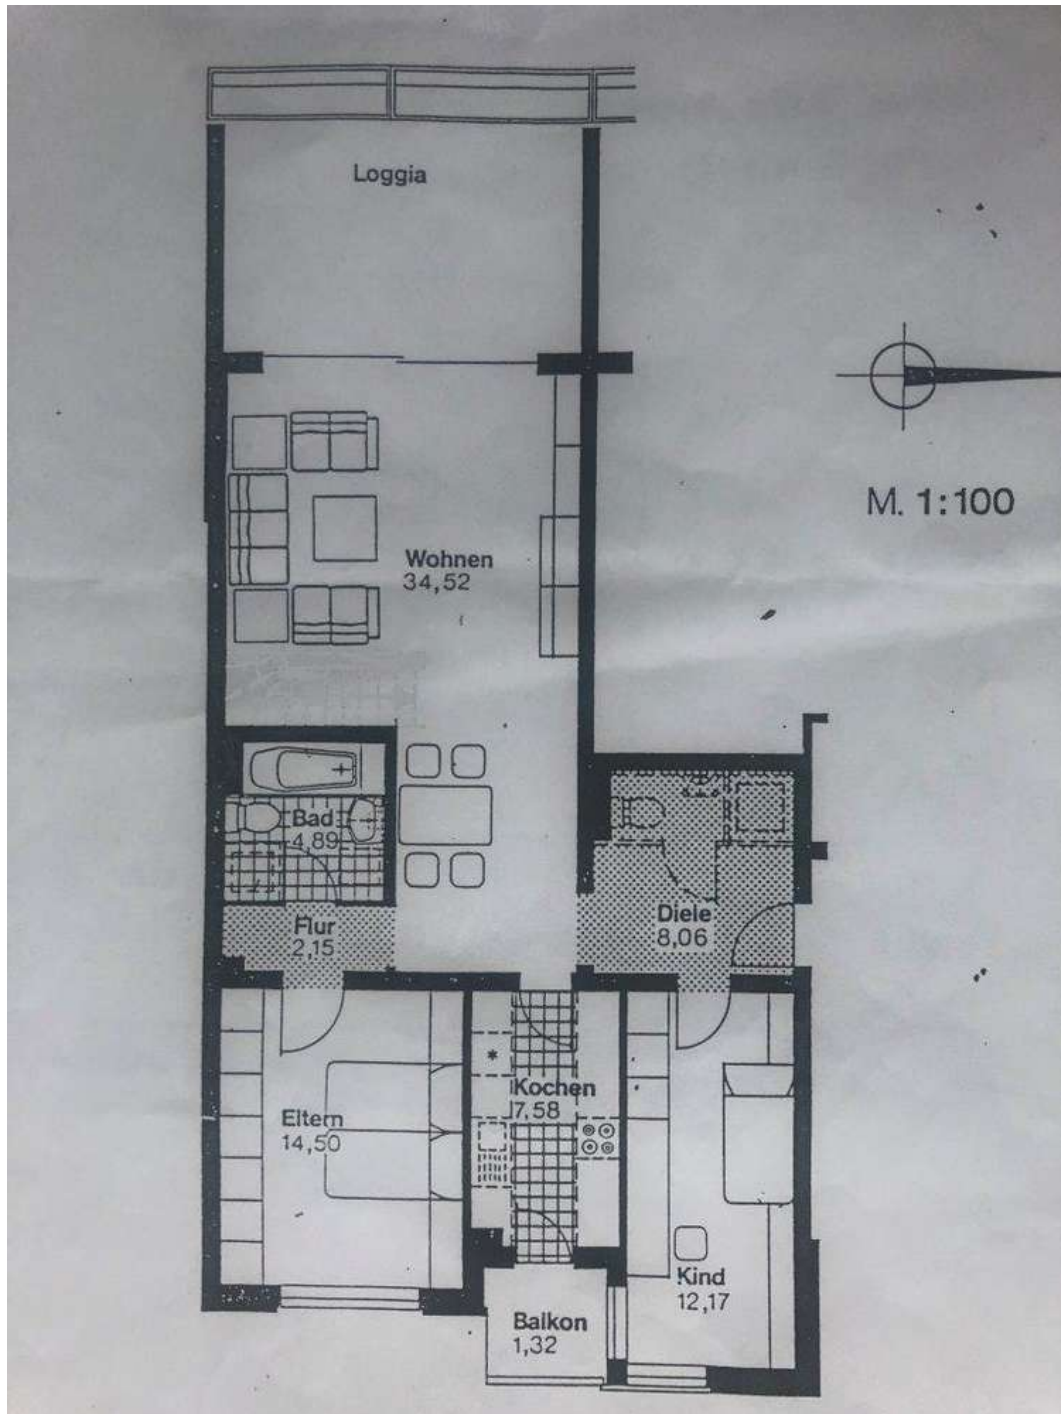 Loggia
M. 1:100
Wohnen
34,52
Bad
4,89
Diele
8,06
Flur
2,15
Kochen
7,58
Eltern
14,50
Kind
12,17
Balkon
1,32